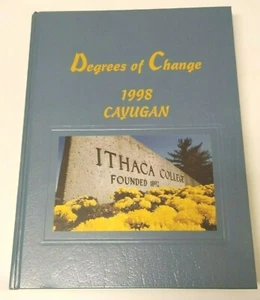 Degrees of Change
1998
CAYUGAN
ITHACA COLLEGE
FOUNDED 1892